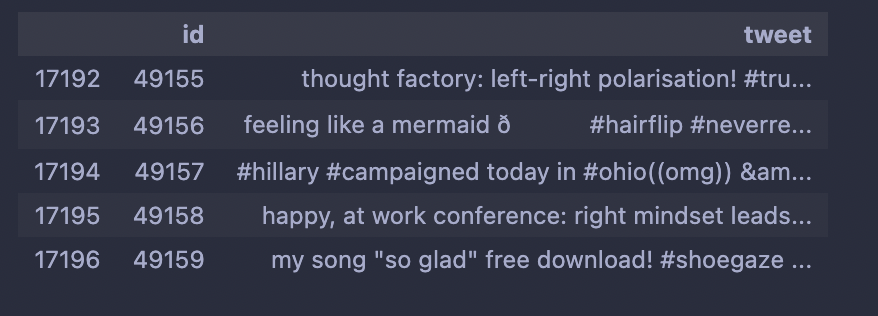 id tweet
17192 49155 thought factory: left-right polarisation! #tru...
17193 49156 feeling like a mermaid ð #hairflip #neverre...
17194 49157 #hillary #campaigned today in #ohio((omg)) &am...
17195 49158 happy, at work conference: right mindset leads...
17196 49159 my song "so glad" free download! #shoegaze ...